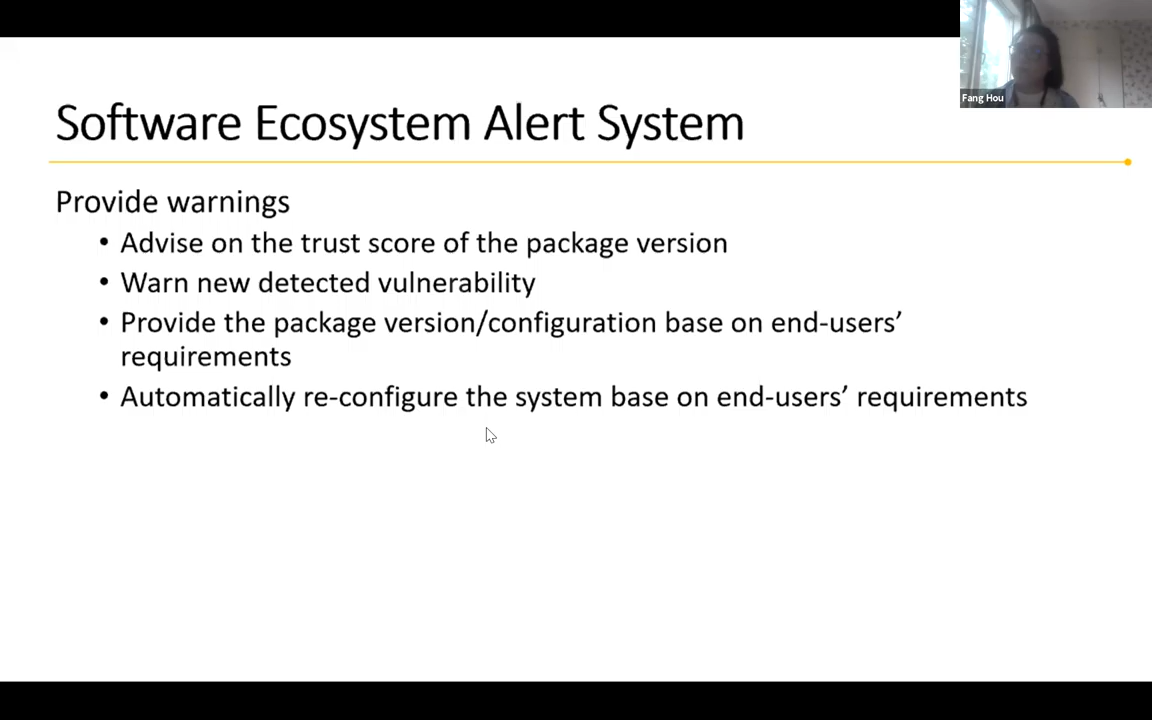 Fang Hou
Software Ecosystem Alert System
Provide warnings
• Advise on the trust score of the package version
• Warn new detected vulnerability
• Provide the package version/configuration base on end-users’
requirements
• Automatically re-configure the system base on end-users’ requirements